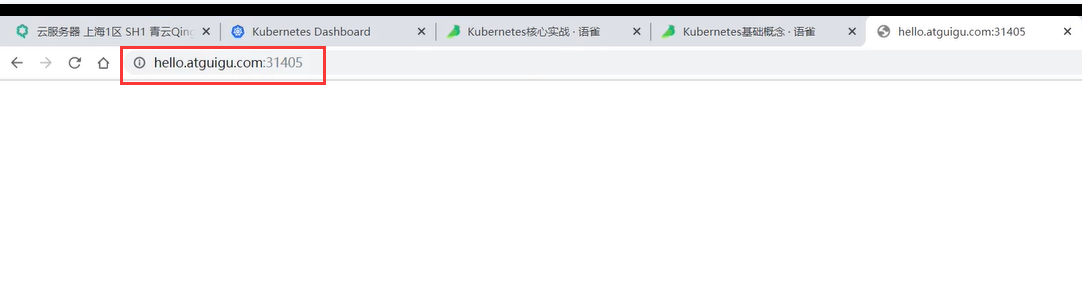 云服务器 上海1区 SH1 青云Qing
Kubernetes Dashboard
Kubernetes核心实战 · 语雀
Kubernetes基础概念 · 语雀
hello.atguigu.com:31405
hello.atguigu.com:31405